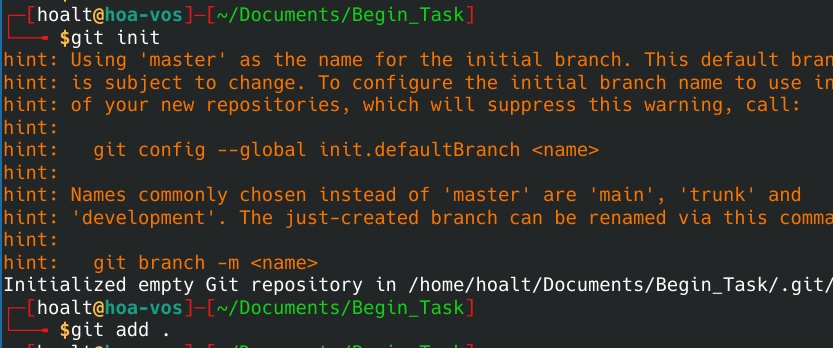 [hoalt@hoa-vos]-[~/Documents/Begin_Task]
$git init
hint: Using 'master' as the name for the initial branch. This default bran
hint: is subject to change. To configure the initial branch name to use in
hint: of your new repositories, which will suppress this warning, call:
hint:
hint:   git config --global init.defaultBranch <name>
hint:
hint: Names commonly chosen instead of 'master' are 'main', 'trunk' and
hint: 'development'. The just-created branch can be renamed via this comma
hint:
hint:   git branch -m <name>
Initialized empty Git repository in /home/hoalt/Documents/Begin_Task/.git/
[hoalt@hoa-vos]-[~/Documents/Begin_Task]
$git add .